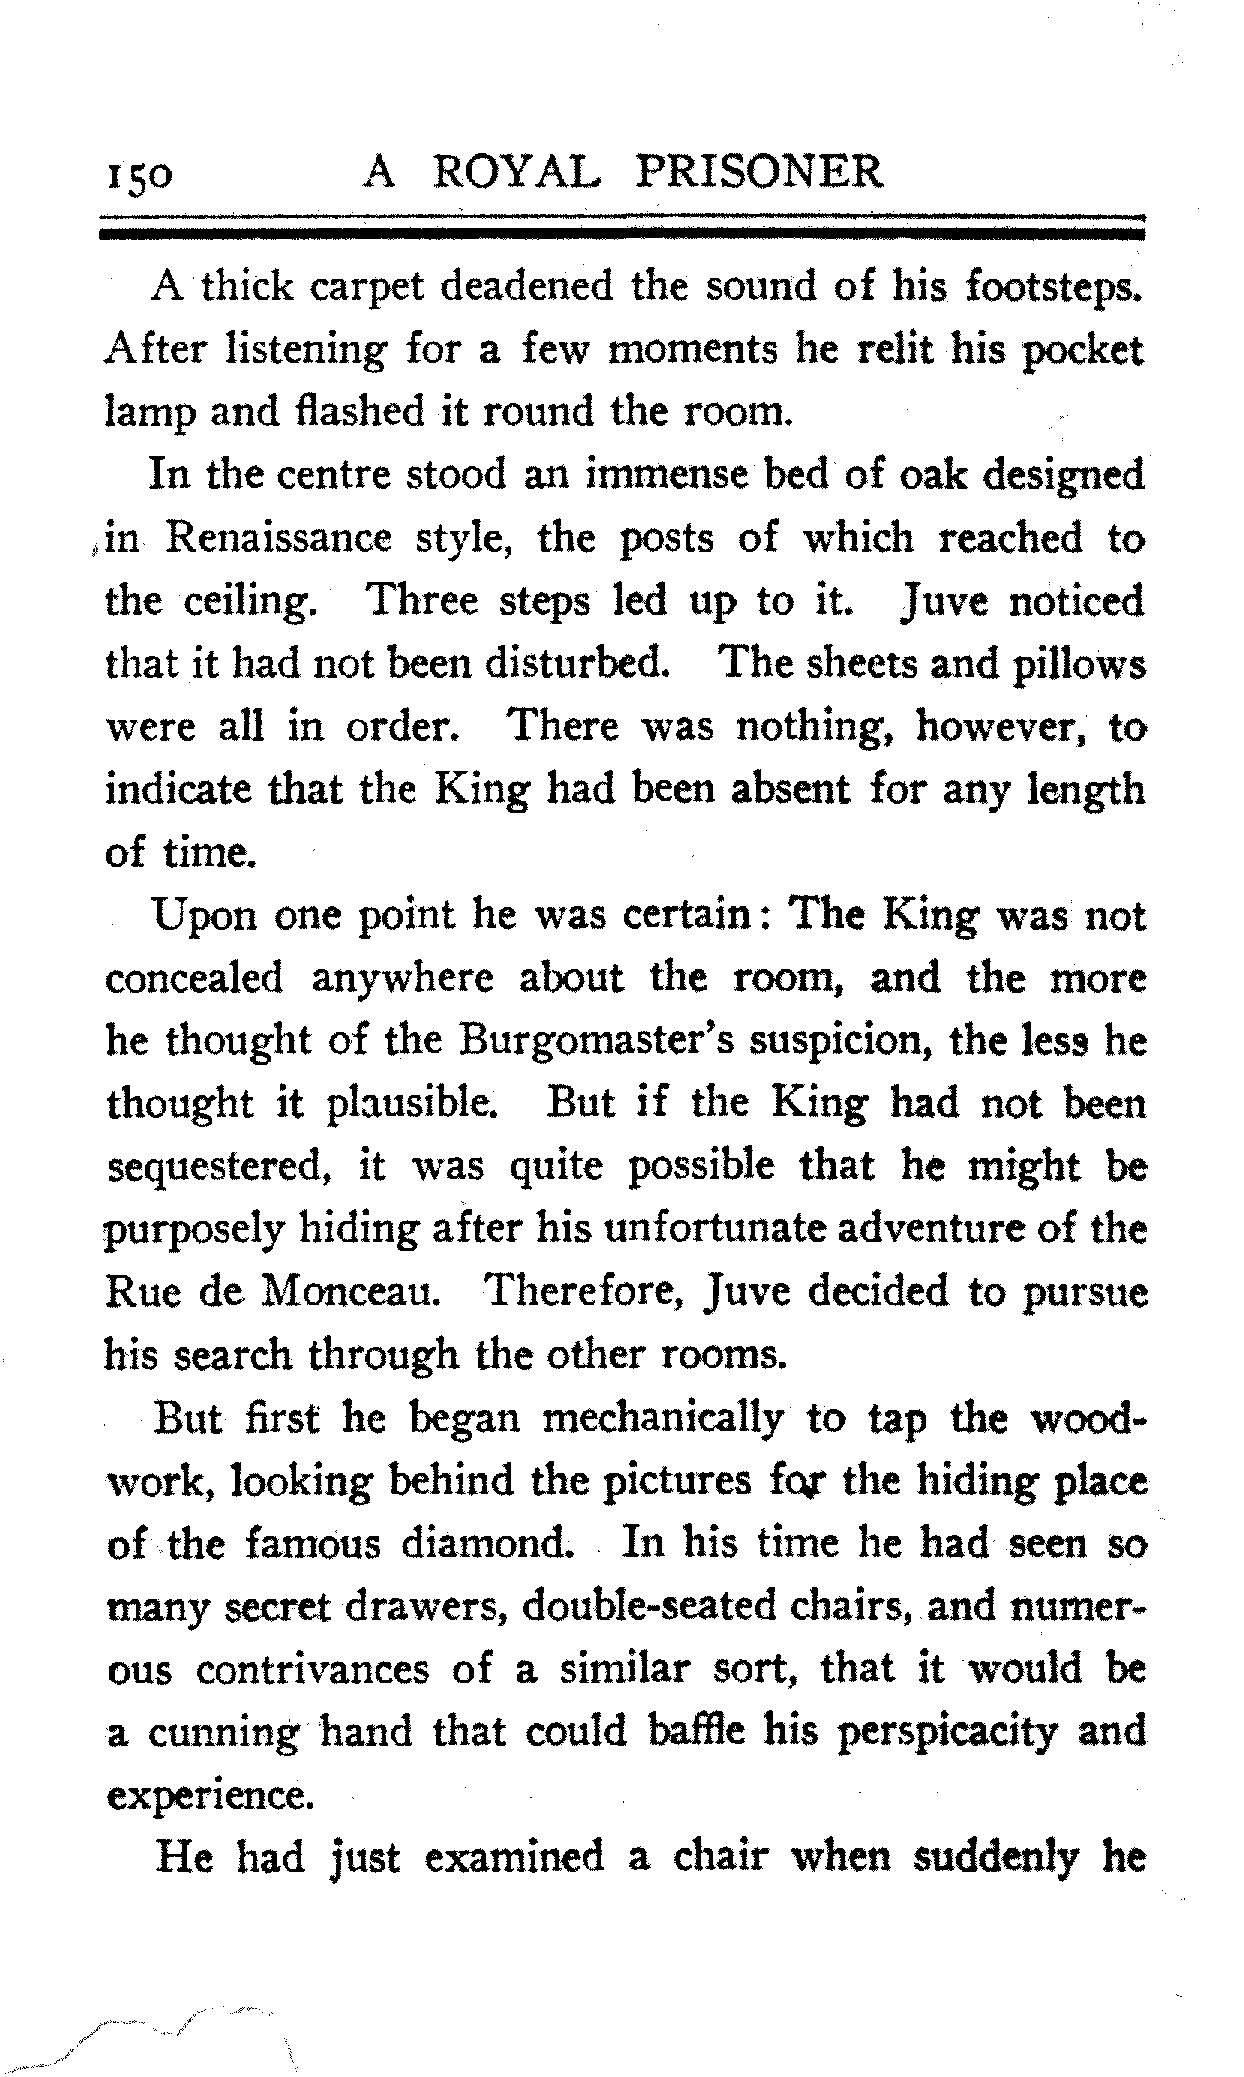 150 A ROYAL PRISONER
A thick carpet deadened the sound of his footsteps.
After listening for a few moments he relit his pocket
lamp and flashed it round the room.
In the centre stood an immense bed of oak designed
in Renaissance style, the posts of which reached to
the ceiling. Three steps led up to it. Juve noticed
that it had not been disturbed. The sheets and pillows
were all in order. There was nothing, however, to
indicate that the King had been absent for any length
of time.
Upon one point he was certain: The King was not
concealed anywhere about the room, and the more
he thought of the Burgomaster's suspicion, the less he
thought it plausible. But if the King had not been
sequestered, it was quite possible that he might be
purposely hiding after his unfortunate adventure of the
Rue de Monceau. Therefore, Juve decided to pursue
his search through the other rooms.
But first he began mechanically to tap the wood-
work, looking behind the pictures for the hiding place
of the famous diamond. In his time he had seen so
many secret drawers, double-seated chairs, and numer-
ous contrivances of a similar sort, that it would be
a cunning hand that could baffle his perspicacity and
experience.
He had just examined a chair when suddenly he